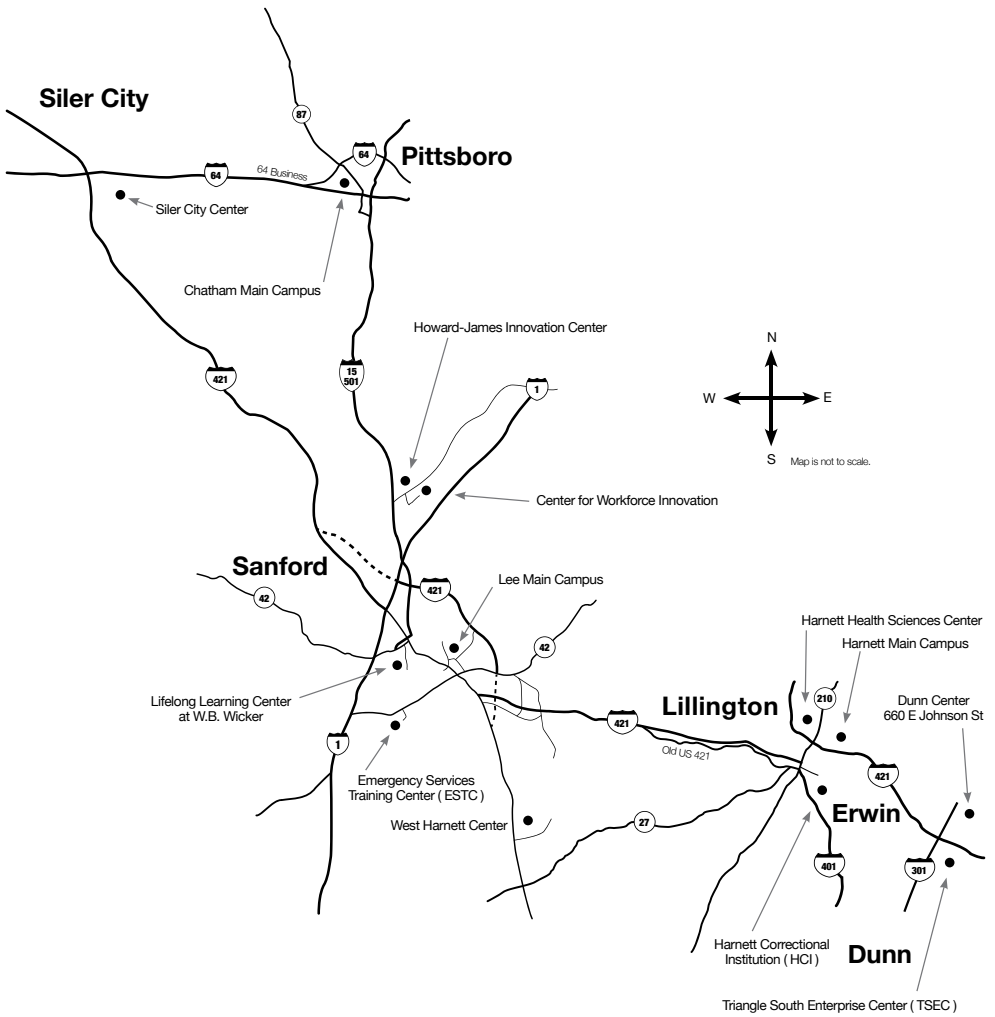 Siler City
87
64
Pittsboro
64
64 Business
Siler City Center
Chatham Main Campus
Howard-James Innovation Center
421
15
501
1
N
W
E
S
Map is not to scale.
Center for Workforce Innovation
Sanford
42
421
Lee Main Campus
42
Harnett Health Sciences Center
Harnett Main Campus
Lifelong Learning Center
at W.B. Wicker
Lillington
210
Dunn Center
660 E Johnson St
421
Old US 421
1
421
Emergency Services
Training Center ( ESTC )
West Harnett Center
27
Erwin
401
301
Harnett Correctional
Institution ( HCI )
Dunn
Triangle South Enterprise Center ( TSEC )